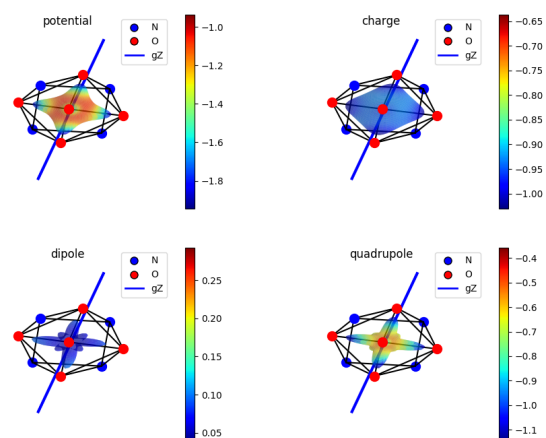 potential
N
O
gZ
−1.0
−1.2
−1.4
−1.6
−1.8
charge
N
O
gZ
−0.65
−0.70
−0.75
−0.80
−0.85
−0.90
−0.95
−1.00
dipole
N
O
gZ
0.25
0.20
0.15
0.10
0.05
quadrupole
N
O
gZ
−0.4
−0.5
−0.6
−0.7
−0.8
−0.9
−1.0
−1.1